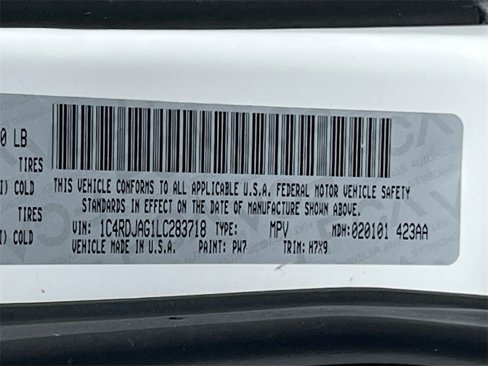 0 LB
TIRES
THIS VEHICLE CONFORMS TO ALL APPLICABLE U.S.A. FEDERAL MOTOR VEHICLE SAFETY
I) COLD
STANDARDS IN EFFECT ON THE DATE OF MANUFACTURE SHOWN ABOVE.
TIRES
VIN: 1C4RDJAG1LC283718 TYPE: MPV MDH: 020101 423AA
I) COLD
VEHICLE MADE IN U.S.A. PAINT: PW7 TRIM: H7X9